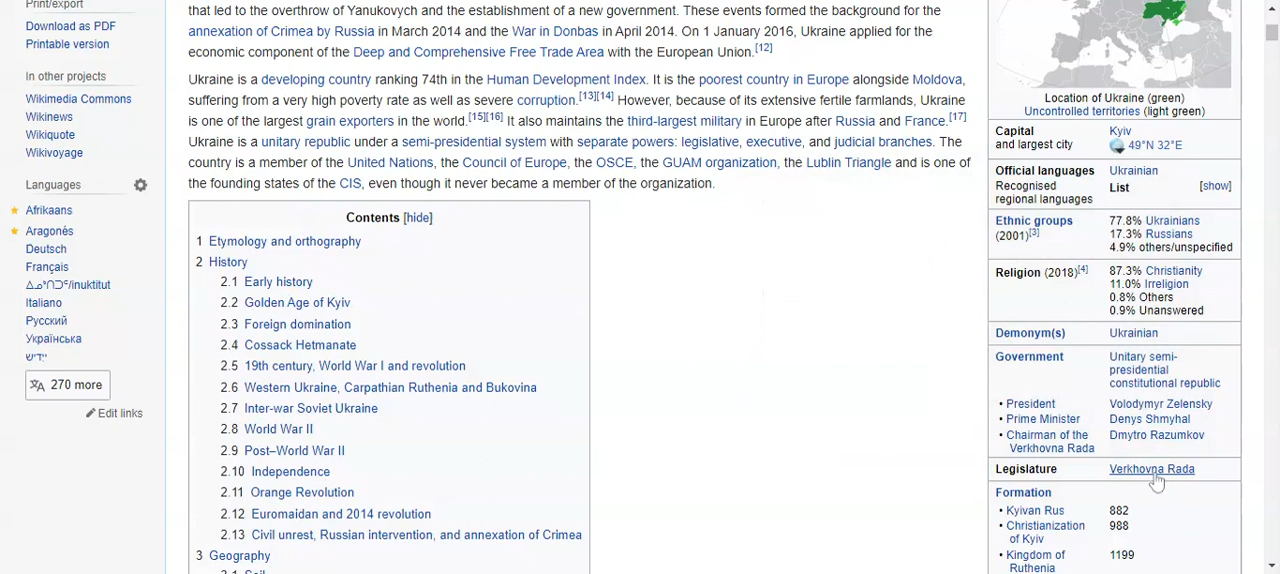 Print/export
Download as PDF
Printable version
In other projects
Wikimedia Commons
Wikinews
Wikiquote
Wikivoyage
Languages
Afrikaans
Aragonés
Deutsch
Français
ᐃᓄᒃᑎᑐᑦ/inuktitut
Italiano
Русский
Українська
ייִדיש
270 more
Edit links
that led to the overthrow of Yanukovych and the establishment of a new government. These events formed the background for the
annexation of Crimea by Russia in March 2014 and the War in Donbas in April 2014. On 1 January 2016, Ukraine applied for the
economic component of the Deep and Comprehensive Free Trade Area with the European Union.[12]
Ukraine is a developing country ranking 74th in the Human Development Index. It is the poorest country in Europe alongside Moldova,
suffering from a very high poverty rate as well as severe corruption.[13][14] However, because of its extensive fertile farmlands, Ukraine
is one of the largest grain exporters in the world.[15][16] It also maintains the third-largest military in Europe after Russia and France.[17]
Ukraine is a unitary republic under a semi-presidential system with separate powers: legislative, executive, and judicial branches. The
country is a member of the United Nations, the Council of Europe, the OSCE, the GUAM organization, the Lublin Triangle and is one of
the founding states of the CIS, even though it never became a member of the organization.
Contents [hide]
1 Etymology and orthography
2 History
2.1 Early history
2.2 Golden Age of Kyiv
2.3 Foreign domination
2.4 Cossack Hetmanate
2.5 19th century, World War I and revolution
2.6 Western Ukraine, Carpathian Ruthenia and Bukovina
2.7 Inter-war Soviet Ukraine
2.8 World War II
2.9 Post–World War II
2.10 Independence
2.11 Orange Revolution
2.12 Euromaidan and 2014 revolution
2.13 Civil unrest, Russian intervention, and annexation of Crimea
3 Geography
Location of Ukraine (green)
Uncontrolled territories (light green)
Capital Kyiv
and largest city 49°N 32°E
Official languages Ukrainian
Recognised List [show]
regional languages
Ethnic groups 77.8% Ukrainians
(2001)[3] 17.3% Russians
4.9% others/unspecified
Religion (2018)[4] 87.3% Christianity
11.0% Irreligion
0.8% Others
0.9% Unanswered
Demonym(s) Ukrainian
Government Unitary semi-
presidential
constitutional republic
• President Volodymyr Zelensky
• Prime Minister Denys Shmyhal
• Chairman of the Dmytro Razumkov
Verkhovna Rada
Legislature Verkhovna Rada
Formation
• Kyivan Rus 882
• Christianization 988
of Kyiv
• Kingdom of 1199
Ruthenia